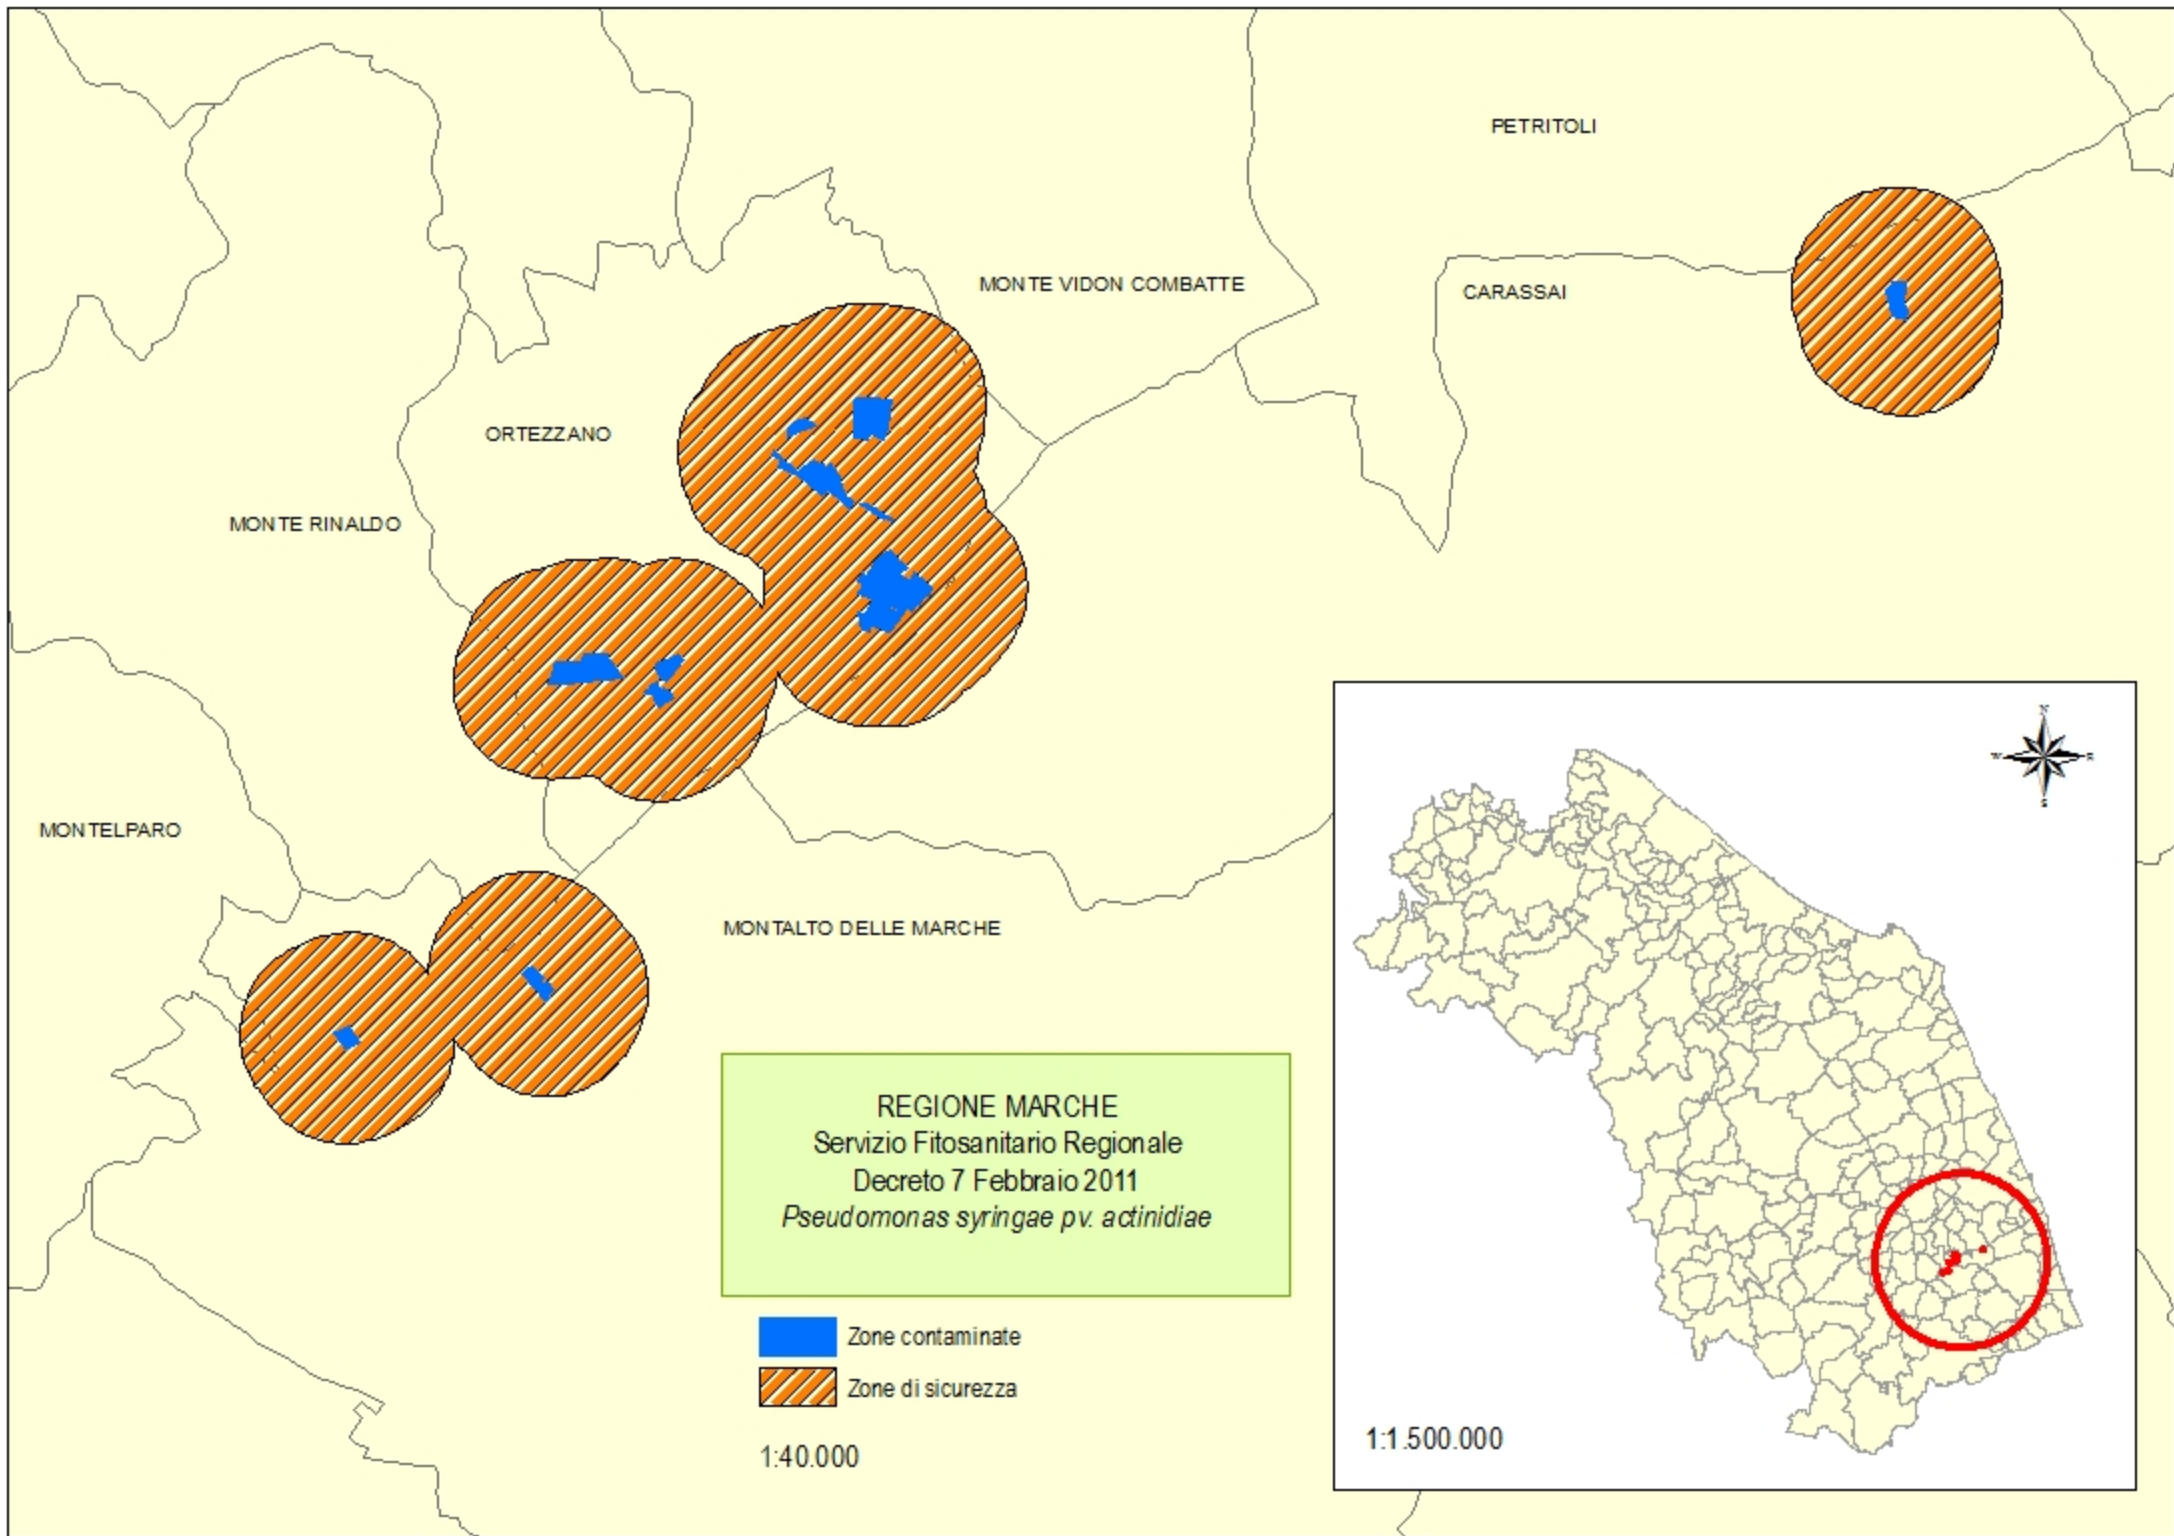 PETRITOLI
MONTE VIDON COMBATTE
CARASSAI
ORTEZZANO
MONTE RINALDO
MONTELPARO
MONTALTO DELLE MARCHE
REGIONE MARCHE
Servizio Fitosanitario Regionale
Decreto 7 Febbraio 2011
Pseudomonas syringae pv. actinidiae
Zone contaminate
Zone di sicurezza
1:40.000
N
W
E
S
1:1.500.000